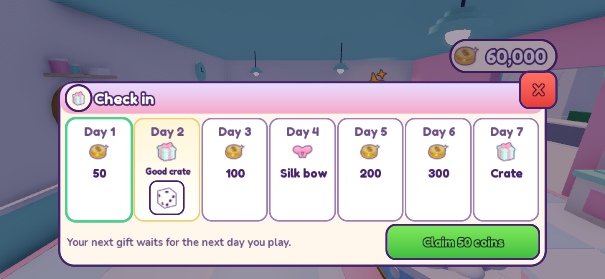 60,000
Check in
Day 1
50
Day 2
Good crate
Day 3
100
Day 4
Silk bow
Day 5
200
Day 6
300
Day 7
Crate
Your next gift waits for the next day you play.
Claim 50 coins